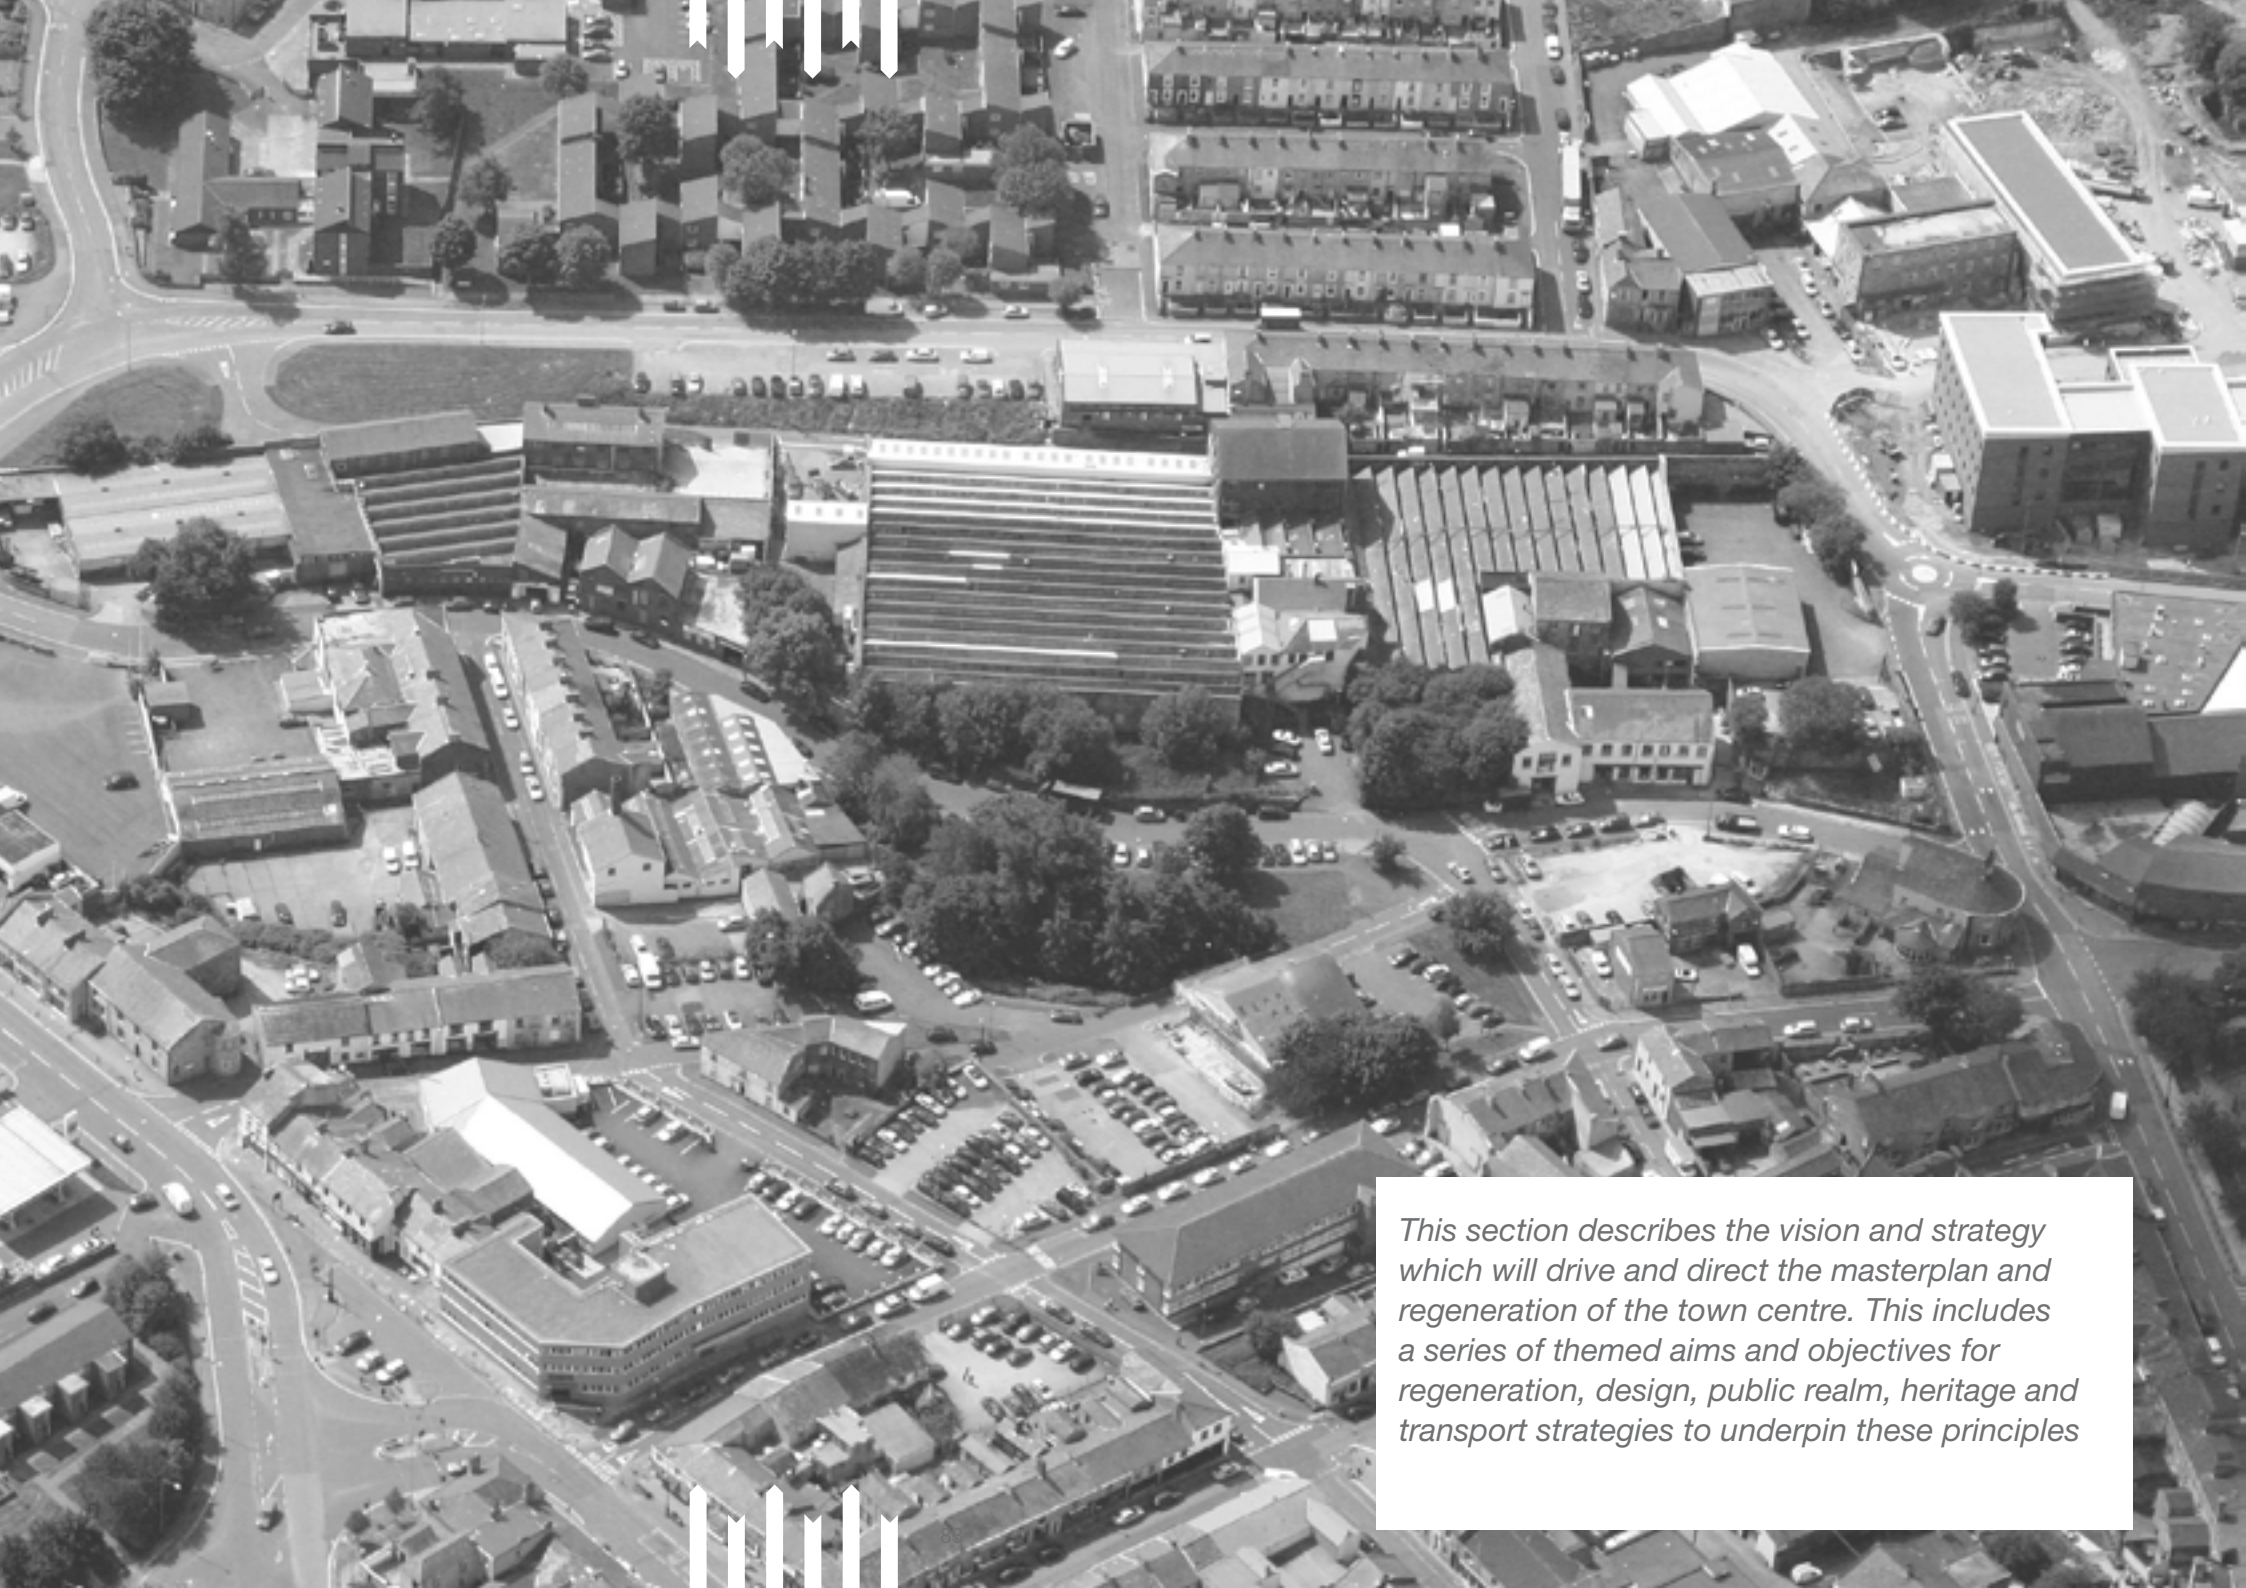 This section describes the vision and strategy
which will drive and direct the masterplan and
regeneration of the town centre. This includes
a series of themed aims and objectives for
regeneration, design, public realm, heritage and
transport strategies to underpin these principles